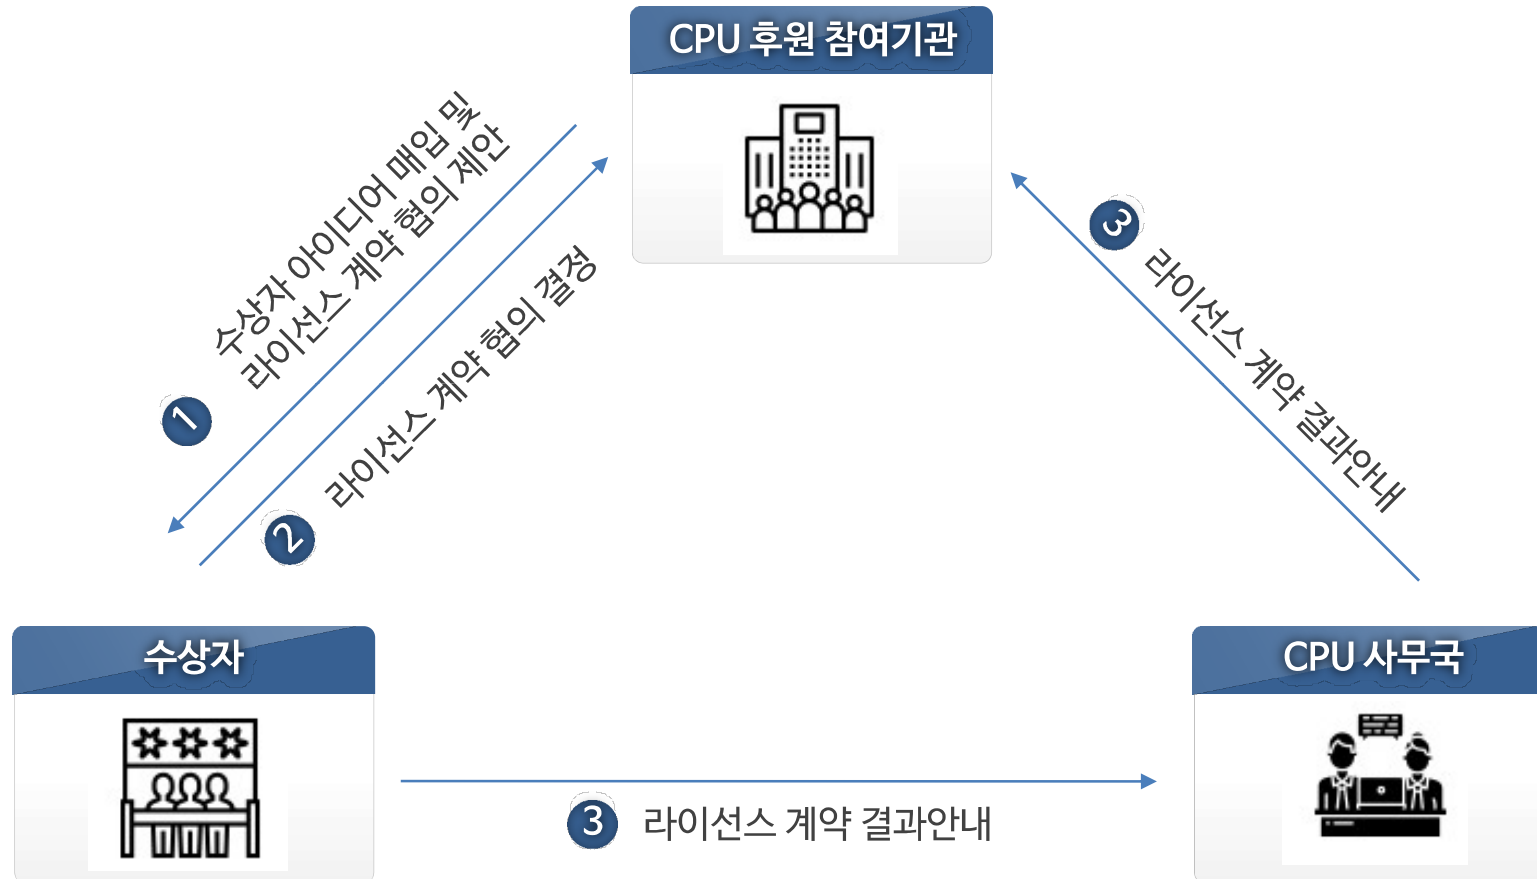 CPU 후원 참여기관
수상자 아이디어 매입 및
라이선스 계약 협의 제안
1
라이선스 계약 협의 결정
2
3
라이선스 계약 결과안내
수상자
CPU 사무국
3 라이선스 계약 결과안내